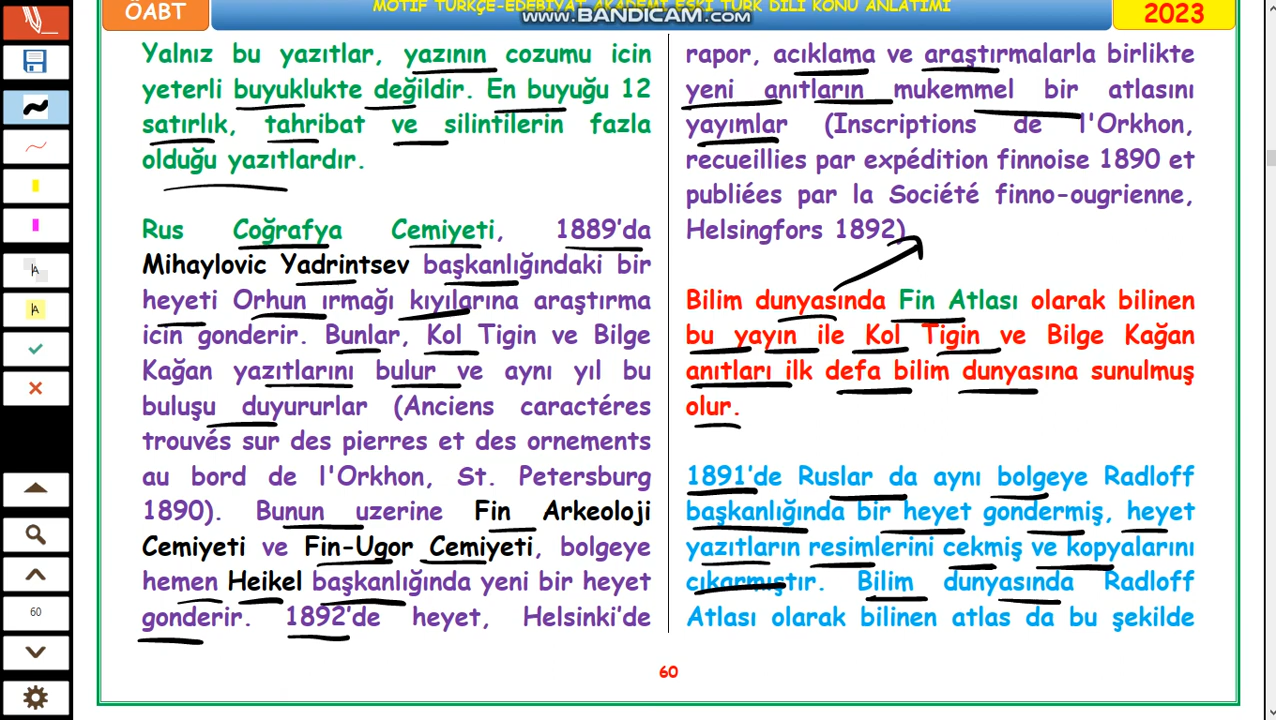 ÖABT
MOTİF TÜRKÇE-EDEBİYAT AKADEMİ ESKİ TÜRK DİLİ KONU ANLATIMI
www.BANDICAM.com
2023
Yalnız bu yazıtlar, yazının cozumu icin
yeterli buyuklukte değildir. En buyuğu 12
satırlık, tahribat ve silintilerin fazla
olduğu yazıtlardır.
Rus Coğrafya Cemiyeti, 1889’da
Mihaylovic Yadrintsev başkanlığındaki bir
heyeti Orhun ırmağı kıyılarına araştırma
icin gonderir. Bunlar, Kol Tigin ve Bilge
Kağan yazıtlarını bulur ve aynı yıl bu
buluşu duyururlar (Anciens caractéres
trouvés sur des pierres et des ornements
au bord de l'Orkhon, St. Petersburg
1890). Bunun uzerine Fin Arkeoloji
Cemiyeti ve Fin-Ugor Cemiyeti, bolgeye
hemen Heikel başkanlığında yeni bir heyet
gonderir. 1892’de heyet, Helsinki’de
rapor, acıklama ve araştırmalarla birlikte
yeni anıtların mukemmel bir atlasını
yayımlar (Inscriptions de l'Orkhon,
recueillies par expédition finnoise 1890 et
publiées par la Société finno-ougrienne,
Helsingfors 1892)
Bilim dunyasında Fin Atlası olarak bilinen
bu yayın ile Kol Tigin ve Bilge Kağan
anıtları ilk defa bilim dunyasına sunulmuş
olur.
1891’de Ruslar da aynı bolgeye Radloff
başkanlığında bir heyet gondermiş, heyet
yazıtların resimlerini cekmiş ve kopyalarını
cıkarmıştır. Bilim dunyasında Radloff
Atlası olarak bilinen atlas da bu şekilde
60
60